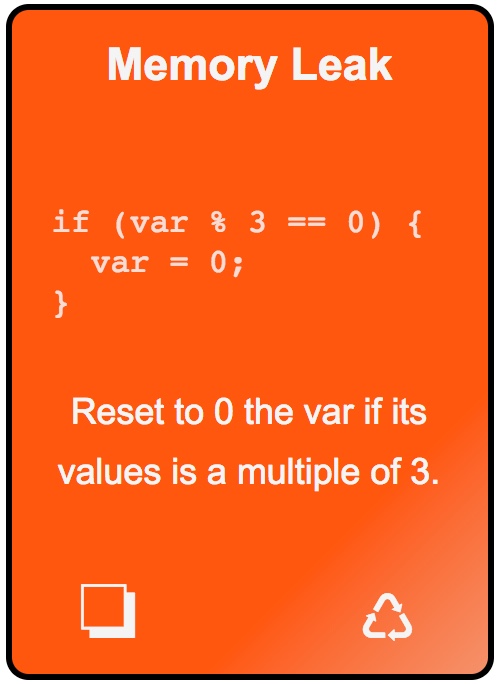 Memory Leak
if (var % 3 == 0) {
  var = 0;
}
Reset to 0 the var if its
values is a multiple of 3.